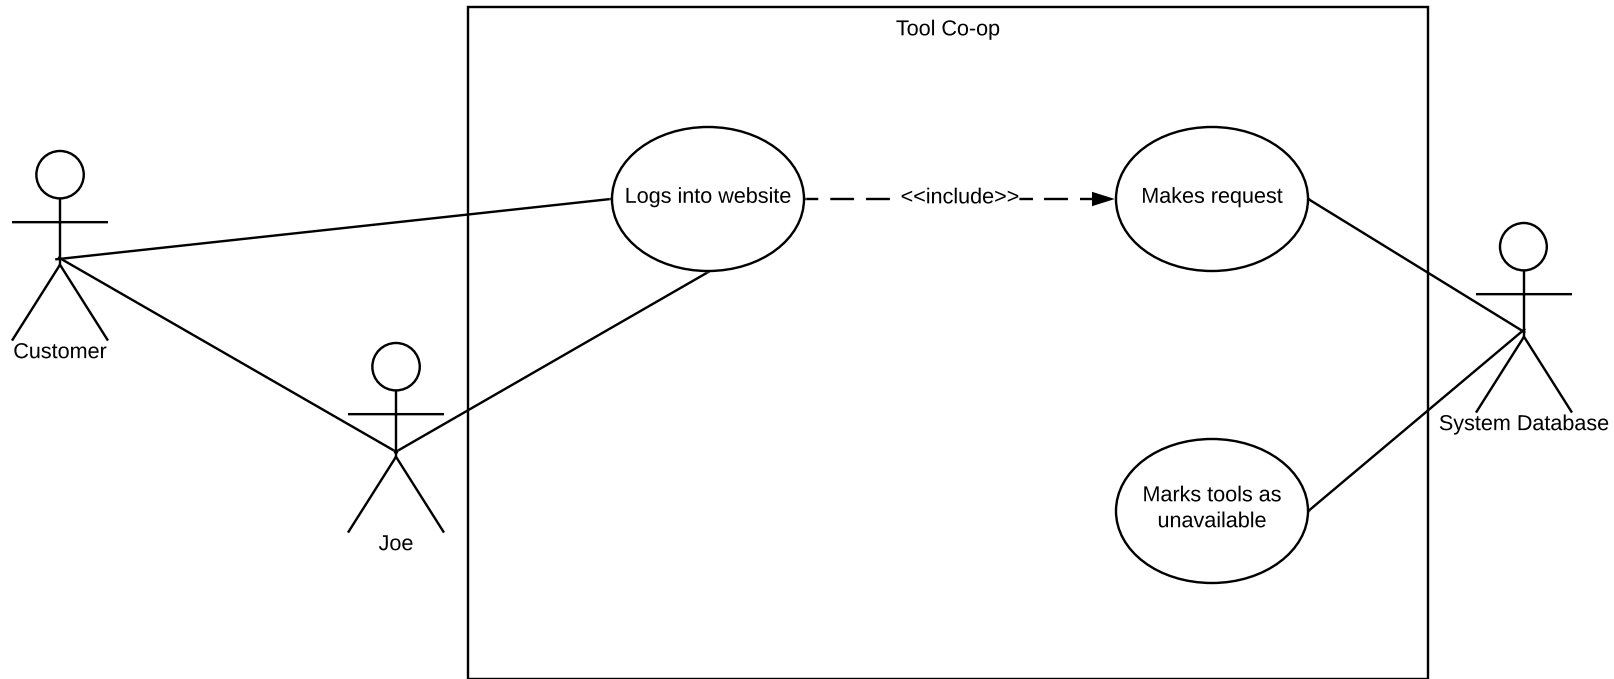 Tool Co-op
Logs into website
<<include>>
Makes request
Customer
System Database
Marks tools as
unavailable
Joe